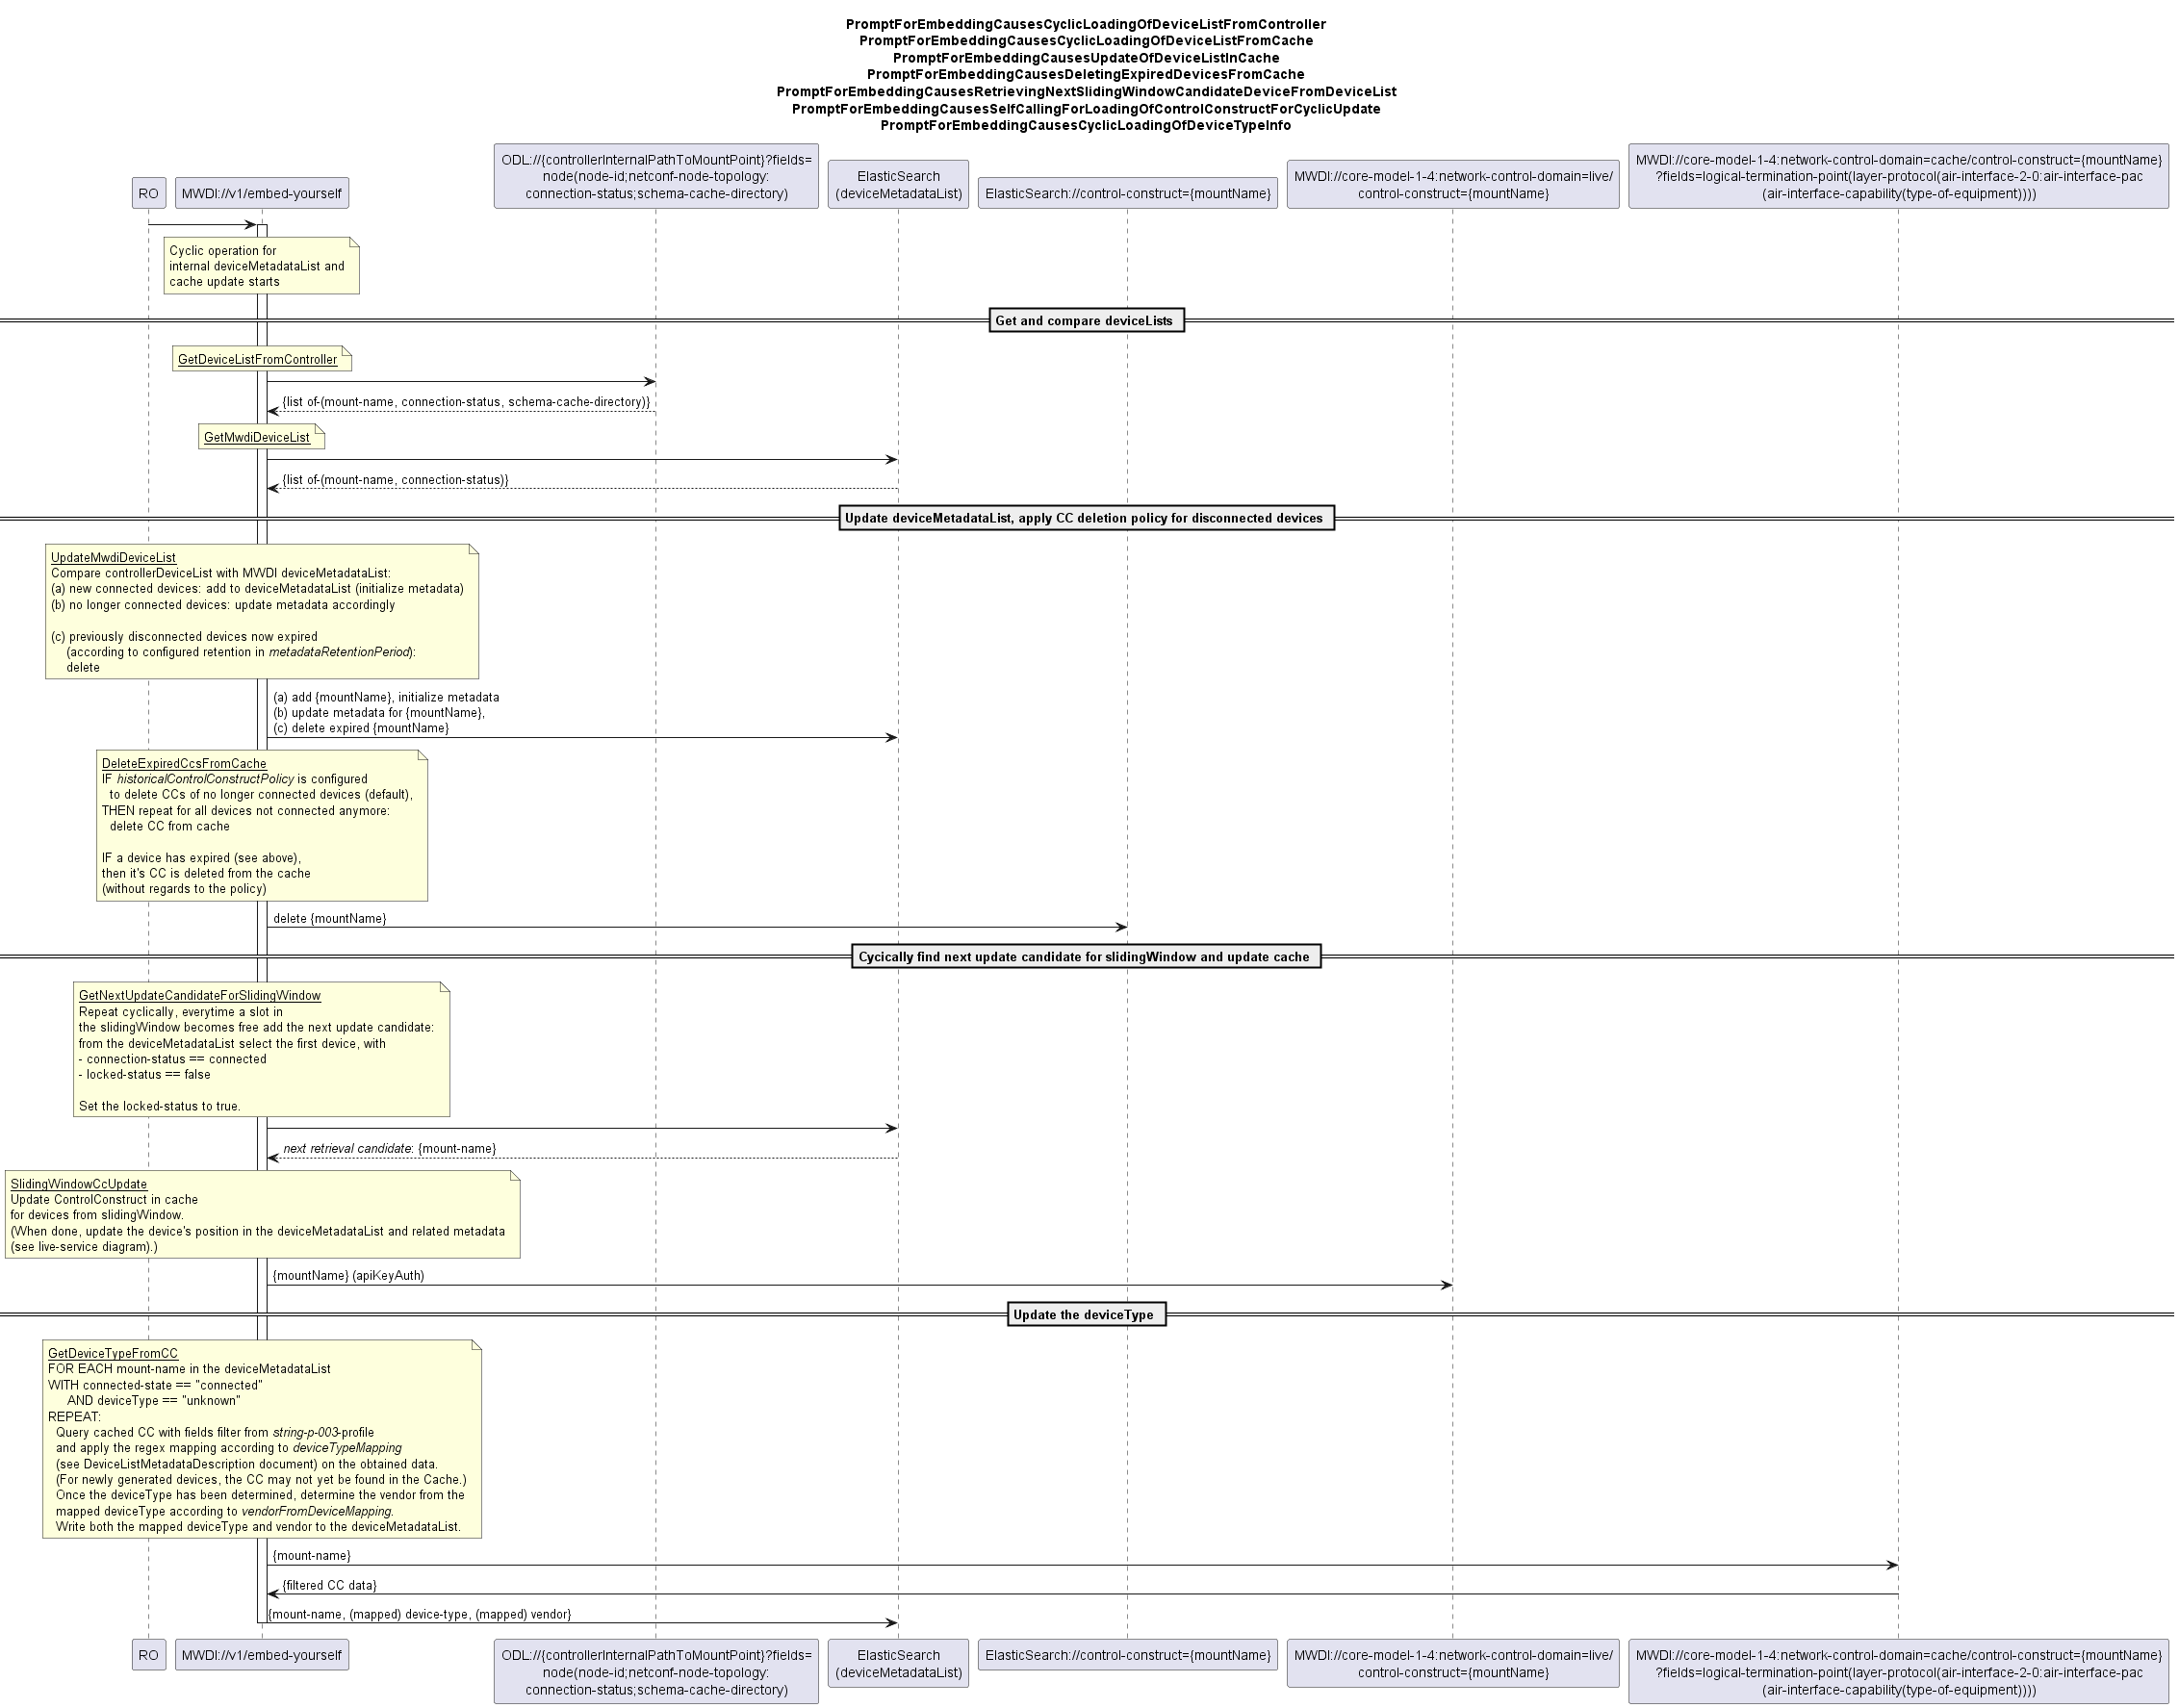 PromptForEmbeddingCausesCyclicLoadingOfDeviceListFromController
PromptForEmbeddingCausesCyclicLoadingOfDeviceListFromCache
PromptForEmbeddingCausesUpdateOfDeviceListInCache
PromptForEmbeddingCausesDeletingExpiredDevicesFromCache
PromptForEmbeddingCausesRetrievingNextSlidingWindowCandidateDeviceFromDeviceList
PromptForEmbeddingCausesSelfCallingForLoadingOfControlConstructForCyclicUpdate
PromptForEmbeddingCausesCyclicLoadingOfDeviceTypeInfo
RO
MWDI://v1/embed-yourself
ODL://{controllerInternalPathToMountPoint}?fields=
node(node-id;netconf-node-topology:
connection-status;schema-cache-directory)
ElasticSearch
(deviceMetadataList)
ElasticSearch://control-construct={mountName}
MWDI://core-model-1-4:network-control-domain=live/
control-construct={mountName}
MWDI://core-model-1-4:network-control-domain=cache/control-construct={mountName}
?fields=logical-termination-point(layer-protocol(air-interface-2-0:air-interface-pac
(air-interface-capability(type-of-equipment))))
Cyclic operation for
internal deviceMetadataList and
cache update starts
Get and compare deviceLists
GetDeviceListFromController
{list of-(mount-name, connection-status, schema-cache-directory)}
GetMwdiDeviceList
{list of-(mount-name, connection-status)}
Update deviceMetadataList, apply CC deletion policy for disconnected devices
UpdateMwdiDeviceList
Compare controllerDeviceList with MWDI deviceMetadataList:
(a) new connected devices: add to deviceMetadataList (initialize metadata)
(b) no longer connected devices: update metadata accordingly
(c) previously disconnected devices now expired
(according to configured retention in metadataRetentionPeriod):
delete
(a) add {mountName}, initialize metadata
(b) update metadata for {mountName},
(c) delete expired {mountName}
DeleteExpiredCcsFromCache
IF historicalControlConstructPolicy is configured
to delete CCs of no longer connected devices (default),
THEN repeat for all devices not connected anymore:
delete CC from cache
IF a device has expired (see above),
then it's CC is deleted from the cache
(without regards to the policy)
delete {mountName}
Cycically find next update candidate for slidingWindow and update cache
GetNextUpdateCandidateForSlidingWindow
Repeat cyclically, everytime a slot in
the slidingWindow becomes free add the next update candidate:
from the deviceMetadataList select the first device, with
- connection-status == connected
- locked-status == false
Set the locked-status to true.
next retrieval candidate: {mount-name}
SlidingWindowCcUpdate
Update ControlConstruct in cache
for devices from slidingWindow.
(When done, update the device's position in the deviceMetadataList and related metadata
(see live-service diagram).)
{mountName} (apiKeyAuth)
Update the deviceType
GetDeviceTypeFromCC
FOR EACH mount-name in the deviceMetadataList
WITH connected-state == "connected"
AND deviceType == "unknown"
REPEAT:
Query cached CC with fields filter from string-p-003-profile
and apply the regex mapping according to deviceTypeMapping
(see DeviceListMetadataDescription document) on the obtained data.
(For newly generated devices, the CC may not yet be found in the Cache.)
Once the deviceType has been determined, determine the vendor from the
mapped deviceType according to vendorFromDeviceMapping.
Write both the mapped deviceType and vendor to the deviceMetadataList.
{mount-name}
{filtered CC data}
{mount-name, (mapped) device-type, (mapped) vendor}
RO
MWDI://v1/embed-yourself
ODL://{controllerInternalPathToMountPoint}?fields=
node(node-id;netconf-node-topology:
connection-status;schema-cache-directory)
ElasticSearch
(deviceMetadataList)
ElasticSearch://control-construct={mountName}
MWDI://core-model-1-4:network-control-domain=live/
control-construct={mountName}
MWDI://core-model-1-4:network-control-domain=cache/control-construct={mountName}
?fields=logical-termination-point(layer-protocol(air-interface-2-0:air-interface-pac
(air-interface-capability(type-of-equipment))))